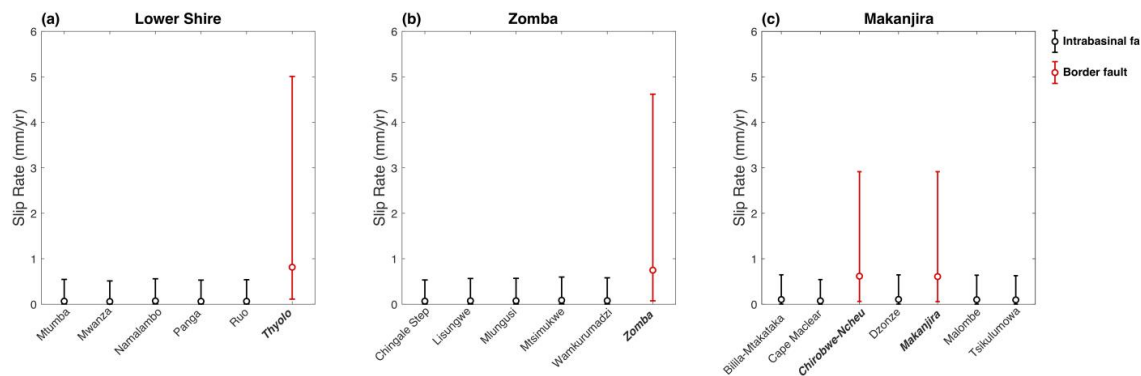 (a) Lower Shire
Slip Rate (mm/yr)
6
5
4
3
2
1
0
Mtumba
Mwanza
Namalambo
Panga
Ruo
Thyolo
(b) Zomba
Slip Rate (mm/yr)
6
5
4
3
2
1
0
Chingale Step
Lisungwe
Mlungusi
Mtsimukwe
Wamkurumadzi
Zomba
(c) Makanjira
Slip Rate (mm/yr)
6
5
4
3
2
1
0
Bilila-Mtakataka
Cape Maclear
Chirobwe-Ncheu
Dzonze
Makanjira
Malombe
Tsikulumowa
Intrabasinal fa
Border fault